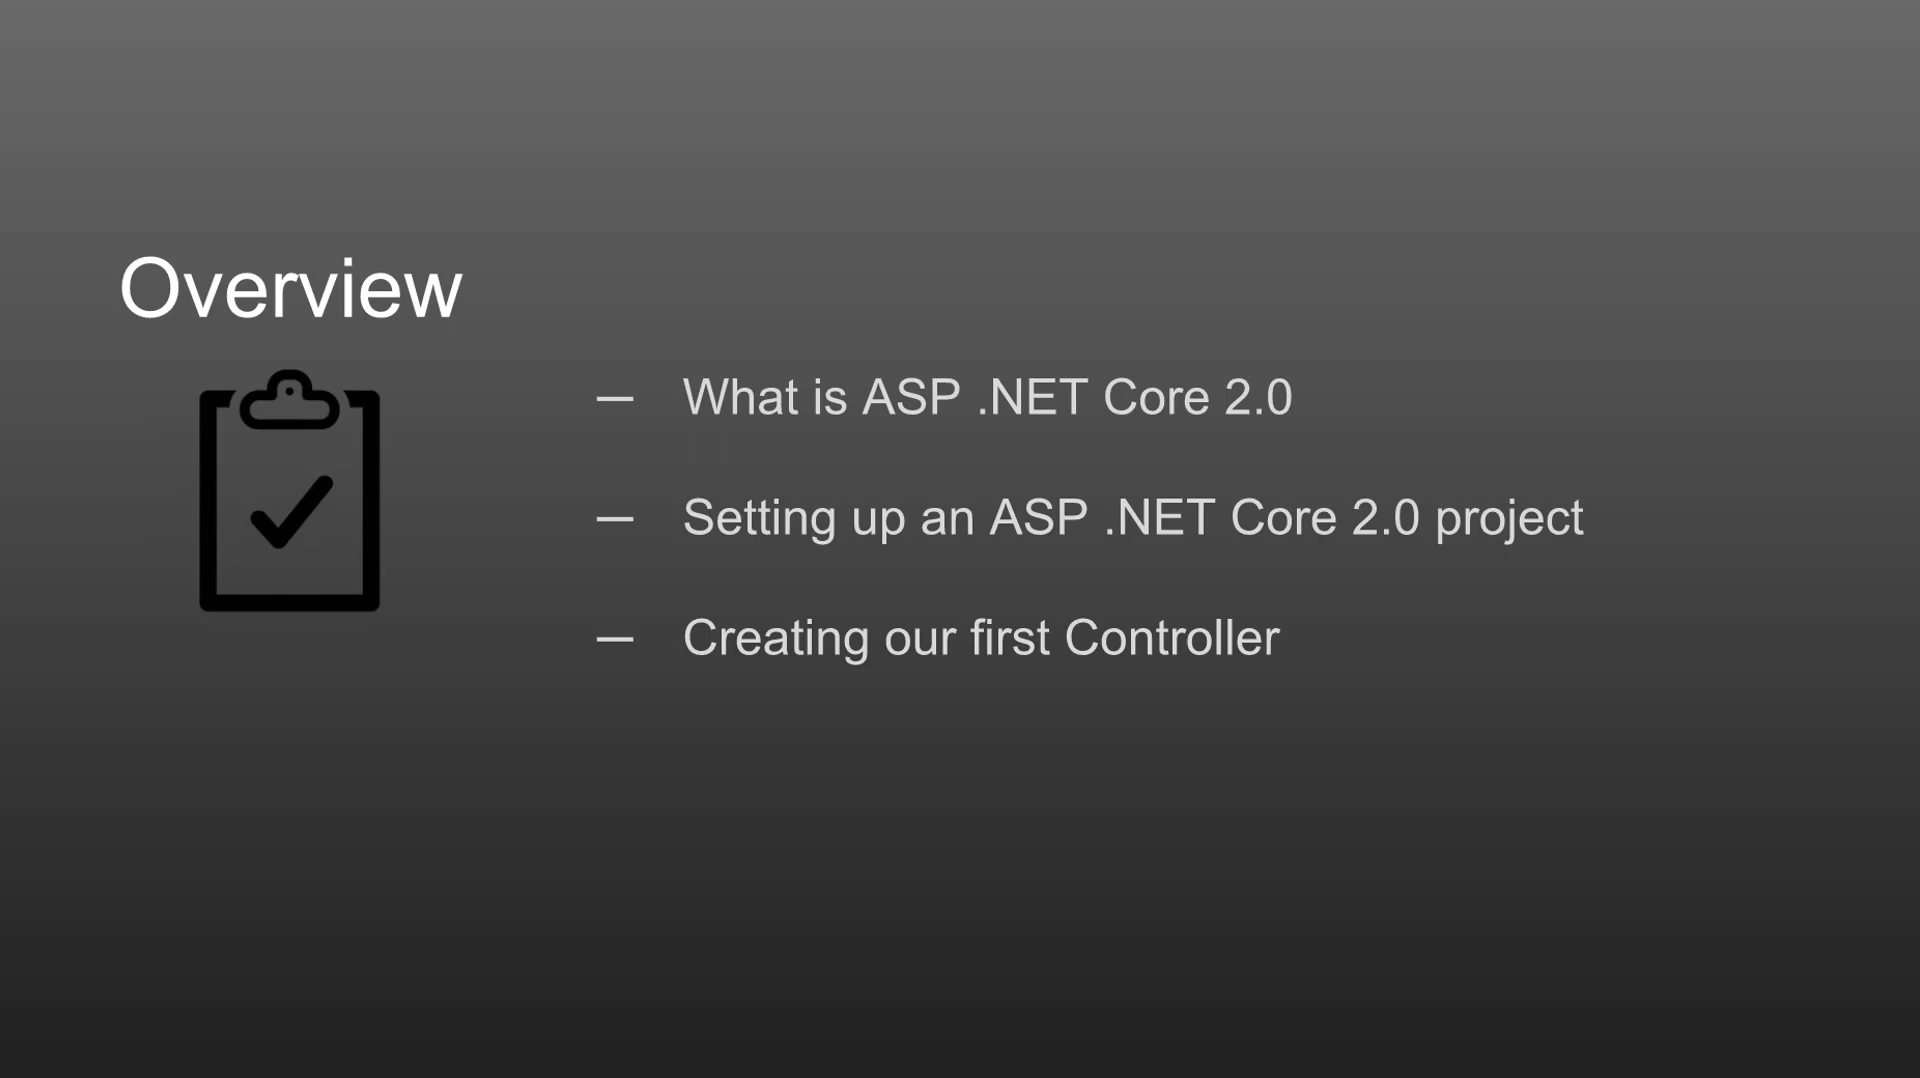 Overview
— What is ASP .NET Core 2.0
— Setting up an ASP .NET Core 2.0 project
— Creating our first Controller